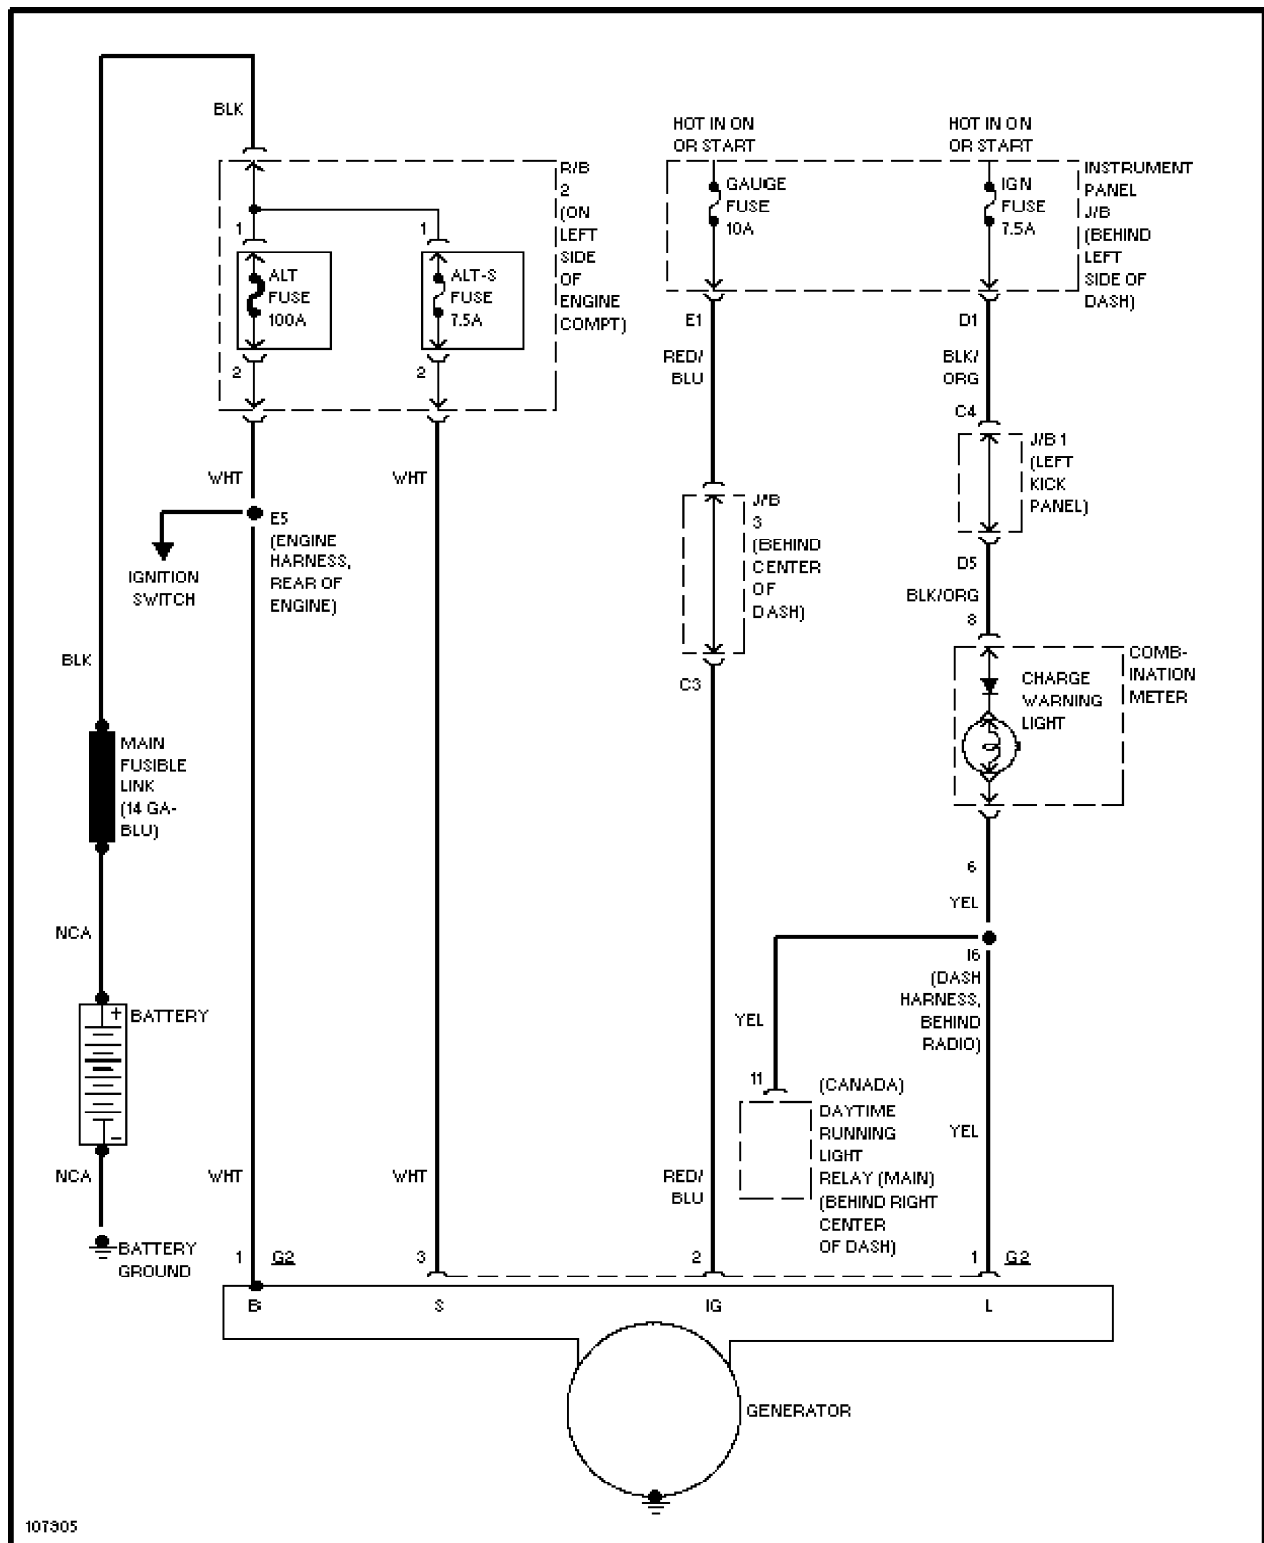 BLK
HOT IN ON
OR START
HOT IN ON
OR START
R/B
2
(ON
LEFT
SIDE
OF
ENGINE
COMPT)
1
1
ALT
FUSE
100A
ALT-S
FUSE
7.5A
2
2
GAUGE
FUSE
10A
IGN
FUSE
7.5A
INSTRUMENT
PANEL
J/B
(BEHIND
LEFT
SIDE OF
DASH)
E1
D1
RED/
BLU
BLK/
ORG
C4
J/B 1
(LEFT
KICK
PANEL)
WHT
WHT
E5
(ENGINE
HARNESS,
REAR OF
ENGINE)
IGNITION
SWITCH
J/B
3
(BEHIND
CENTER
OF
DASH)
D5
BLK/ORG
8
COMB-
INATION
METER
CHARGE
WARNING
LIGHT
BLK
C3
MAIN
FUSIBLE
LINK
(14 GA-
BLU)
6
YEL
NCA
I6
(DASH
HARNESS,
BEHIND
RADIO)
+
BATTERY
-
YEL
11
(CANADA)
DAYTIME
RUNNING
LIGHT
RELAY (MAIN)
(BEHIND RIGHT
CENTER
OF DASH)
YEL
NCA
WHT
WHT
RED/
BLU
BATTERY
GROUND
1
G2
3
2
1
G2
B
S
IG
L
GENERATOR
107905